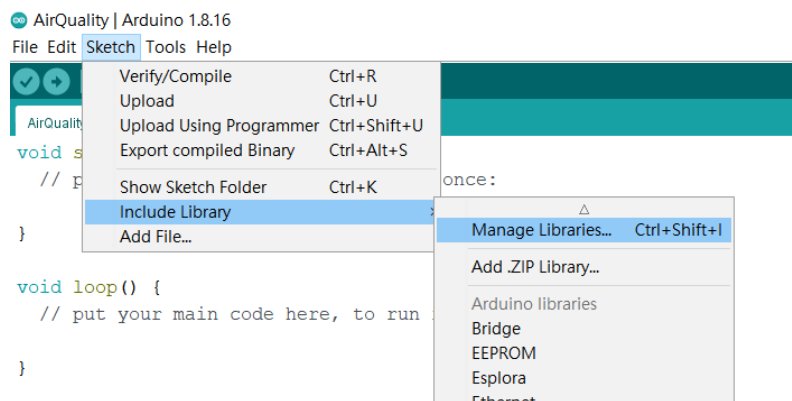 AirQuality | Arduino 1.8.16
File Edit Sketch Tools Help
Verify/Compile Ctrl+R
Upload Ctrl+U
Upload Using Programmer Ctrl+Shift+U
Export compiled Binary Ctrl+Alt+S
Show Sketch Folder Ctrl+K
Include Library
Add File...
Manage Libraries... Ctrl+Shift+I
Add .ZIP Library...
Arduino libraries
Bridge
EEPROM
Esplora
Ethernet
AirQuality
void
// once:
}
void loop() {
// put your main code here, to run
}